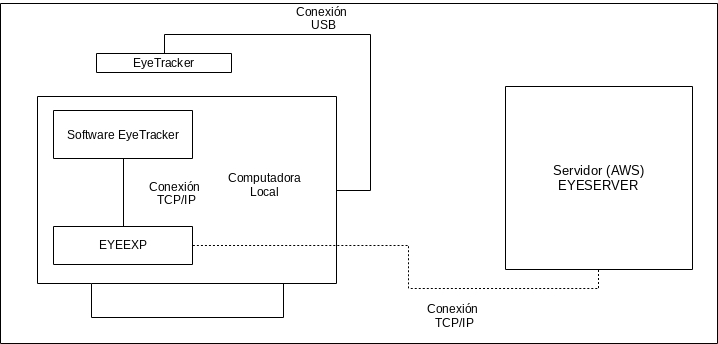 Conexión
USB
EyeTracker
Software EyeTracker
Conexión
TCP/IP
Computadora
Local
EYEEXP
Servidor (AWS)
EYESERVER
Conexión
TCP/IP